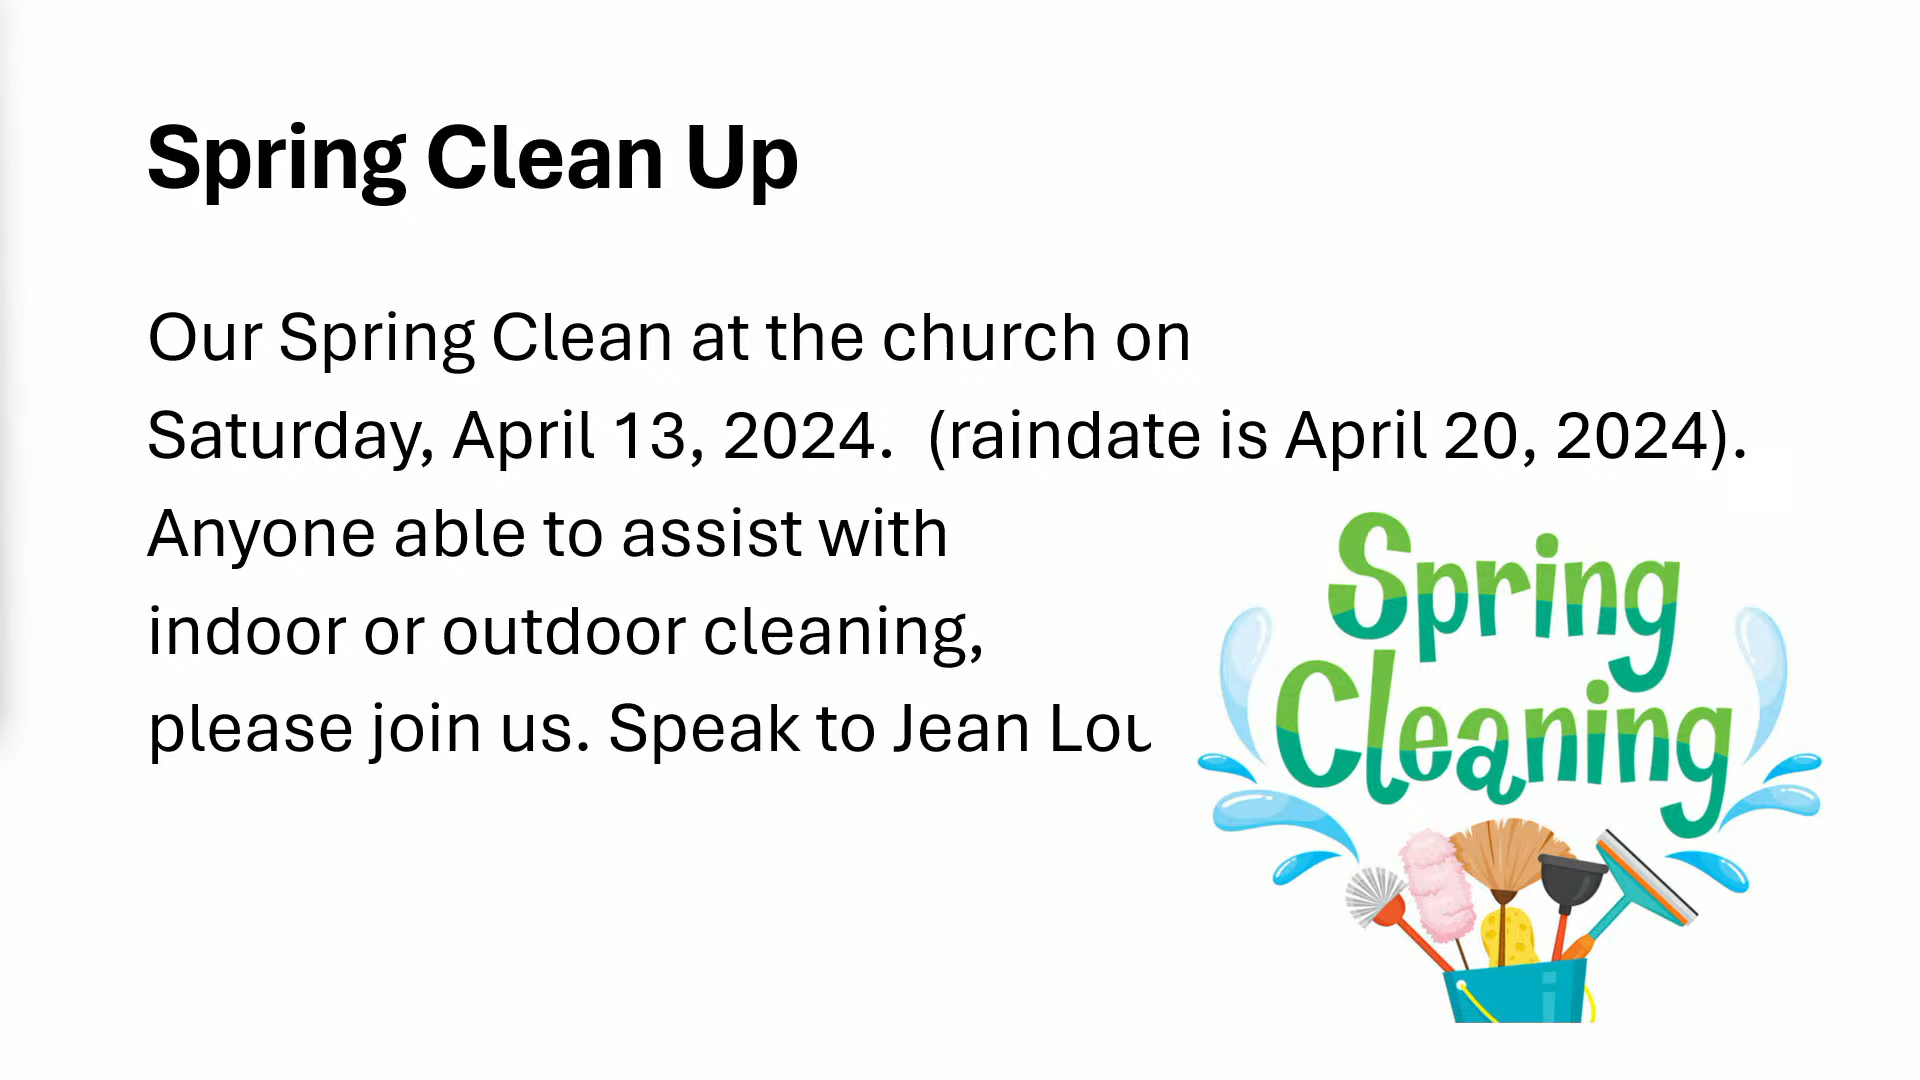 Spring Clean Up
Our Spring Clean at the church on
Saturday, April 13, 2024. (raindate is April 20, 2024).
Anyone able to assist with
indoor or outdoor cleaning,
please join us. Speak to Jean Lou
Spring
Cleaning